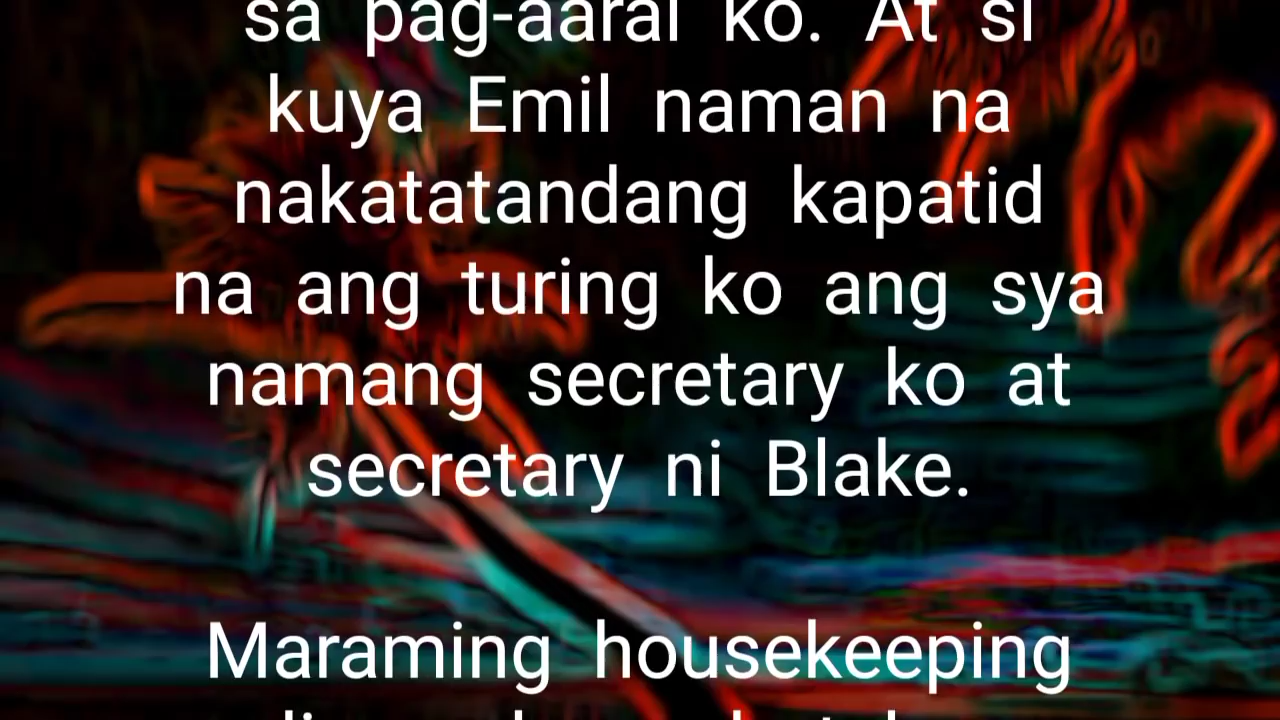 sa pag-aaral ko. At si
kuya Emil naman na
nakatatandang kapatid
na ang turing ko ang sya
namang secretary ko at
secretary ni Blake.
Maraming housekeeping